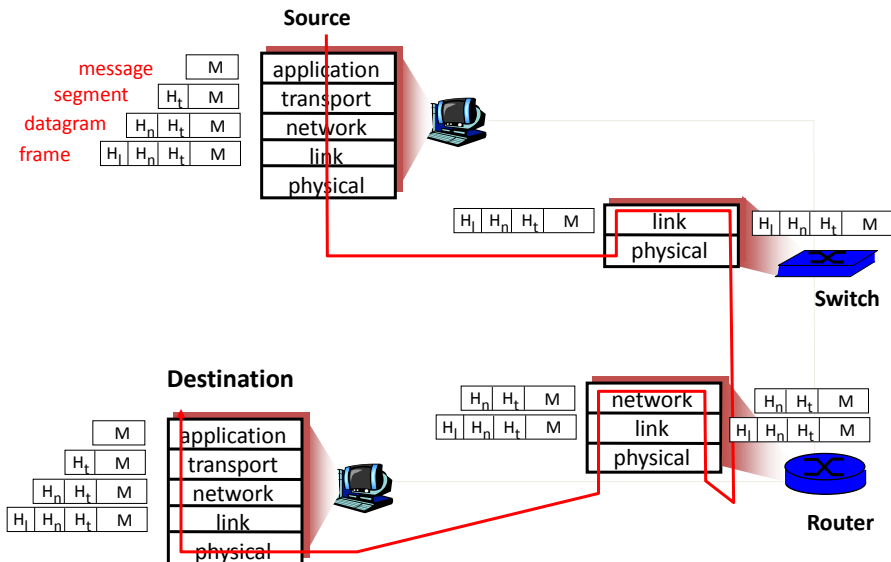 Source
message M application
segment Ht M transport
datagram Hn Ht M network
frame Hl Hn Ht M link
physical
Hl Hn Ht M link Hl Hn Ht M
physical
Switch
Destination
Hn Ht M network Hn Ht M
Hl Hn Ht M link Hl Hn Ht M
physical
Router
M application
Ht M transport
Hn Ht M network
Hl Hn Ht M link
physical